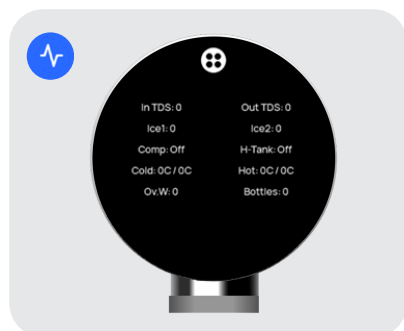 In TDS: 0 Out TDS: 0
Ice1: 0 Ice2: 0
Comp: Off H-Tank: Off
Cold: 0C / 0C Hot: 0C / 0C
Ov.W: 0 Bottles: 0